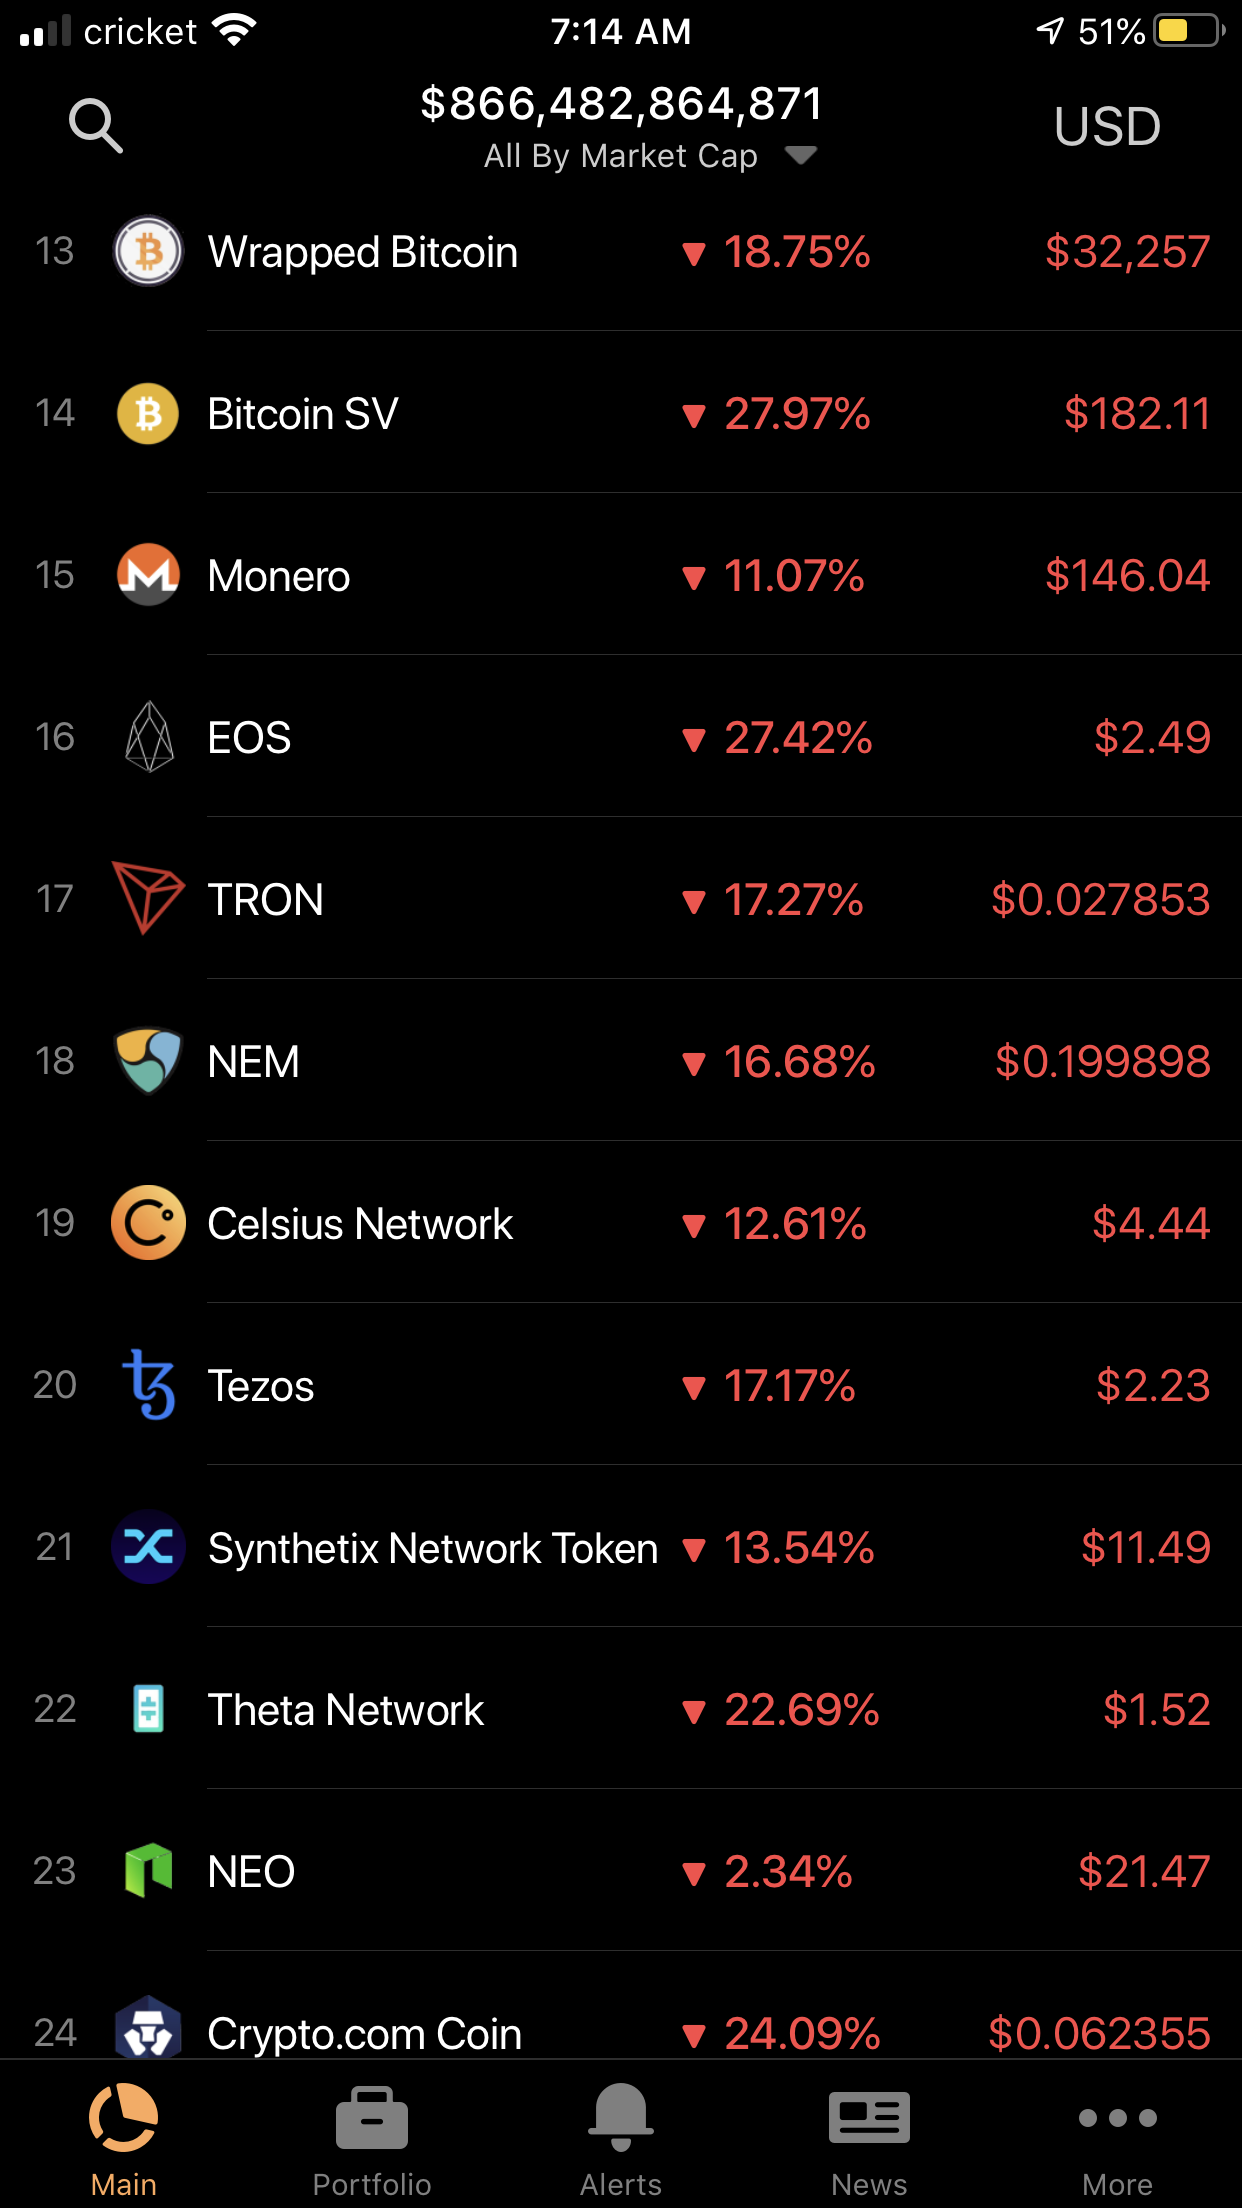 cricket 7:14 AM 51%
$866,482,864,871
All By Market Cap
USD
13 Wrapped Bitcoin ▼ 18.75% $32,257
14 Bitcoin SV ▼ 27.97% $182.11
15 Monero ▼ 11.07% $146.04
16 EOS ▼ 27.42% $2.49
17 TRON ▼ 17.27% $0.027853
18 NEM ▼ 16.68% $0.199898
19 Celsius Network ▼ 12.61% $4.44
20 Tezos ▼ 17.17% $2.23
21 Synthetix Network Token ▼ 13.54% $11.49
22 Theta Network ▼ 22.69% $1.52
23 NEO ▼ 2.34% $21.47
24 Crypto.com Coin ▼ 24.09% $0.062355
Main Portfolio Alerts News More